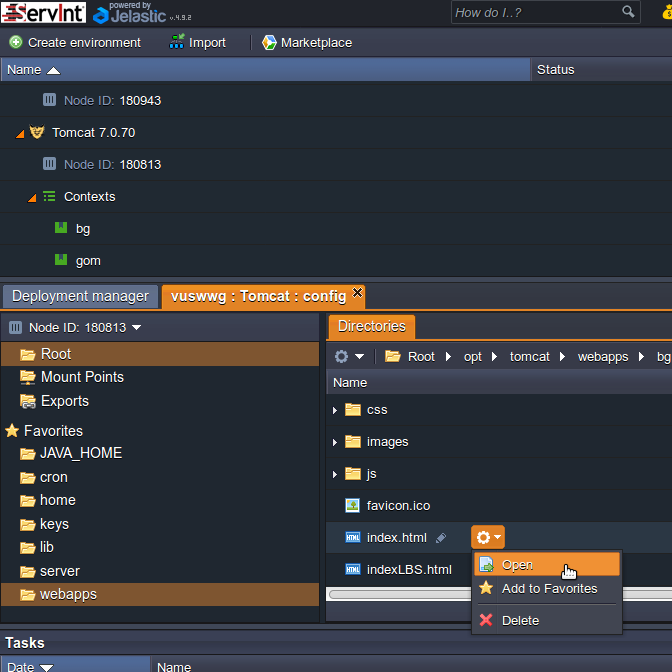 ServInt powered by Jelastic v.4.9.2 How do I..?
Create environment Import Marketplace
Name Status
Node ID: 180943
Tomcat 7.0.70
Node ID: 180813
Contexts
bg
gom
Deployment manager vuswwg : Tomcat : config
Node ID: 180813
Root
Mount Points
Exports
Favorites
JAVA_HOME
cron
home
keys
lib
server
webapps
Directories
Root opt tomcat webapps bg
Name
css
images
js
favicon.ico
index.html
indexLBS.html
Open
Add to Favorites
Delete
Tasks
Date Name